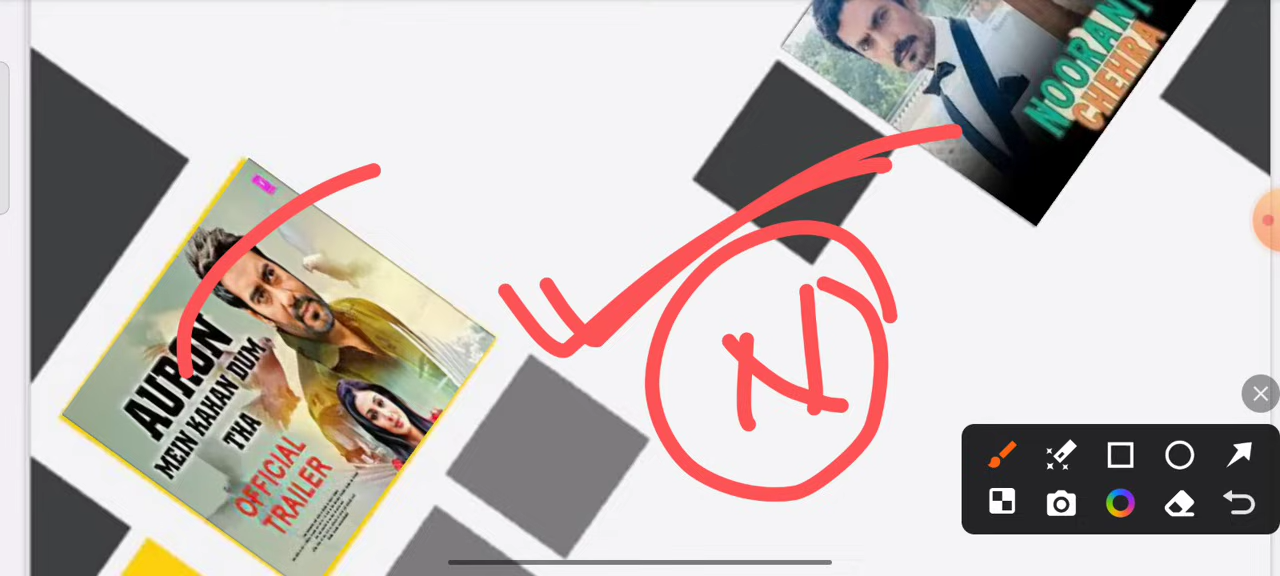 NOORANI
CHEHRA
AURON
MEIN KAHAN DUM
THA
OFFICIAL
TRAILER
N